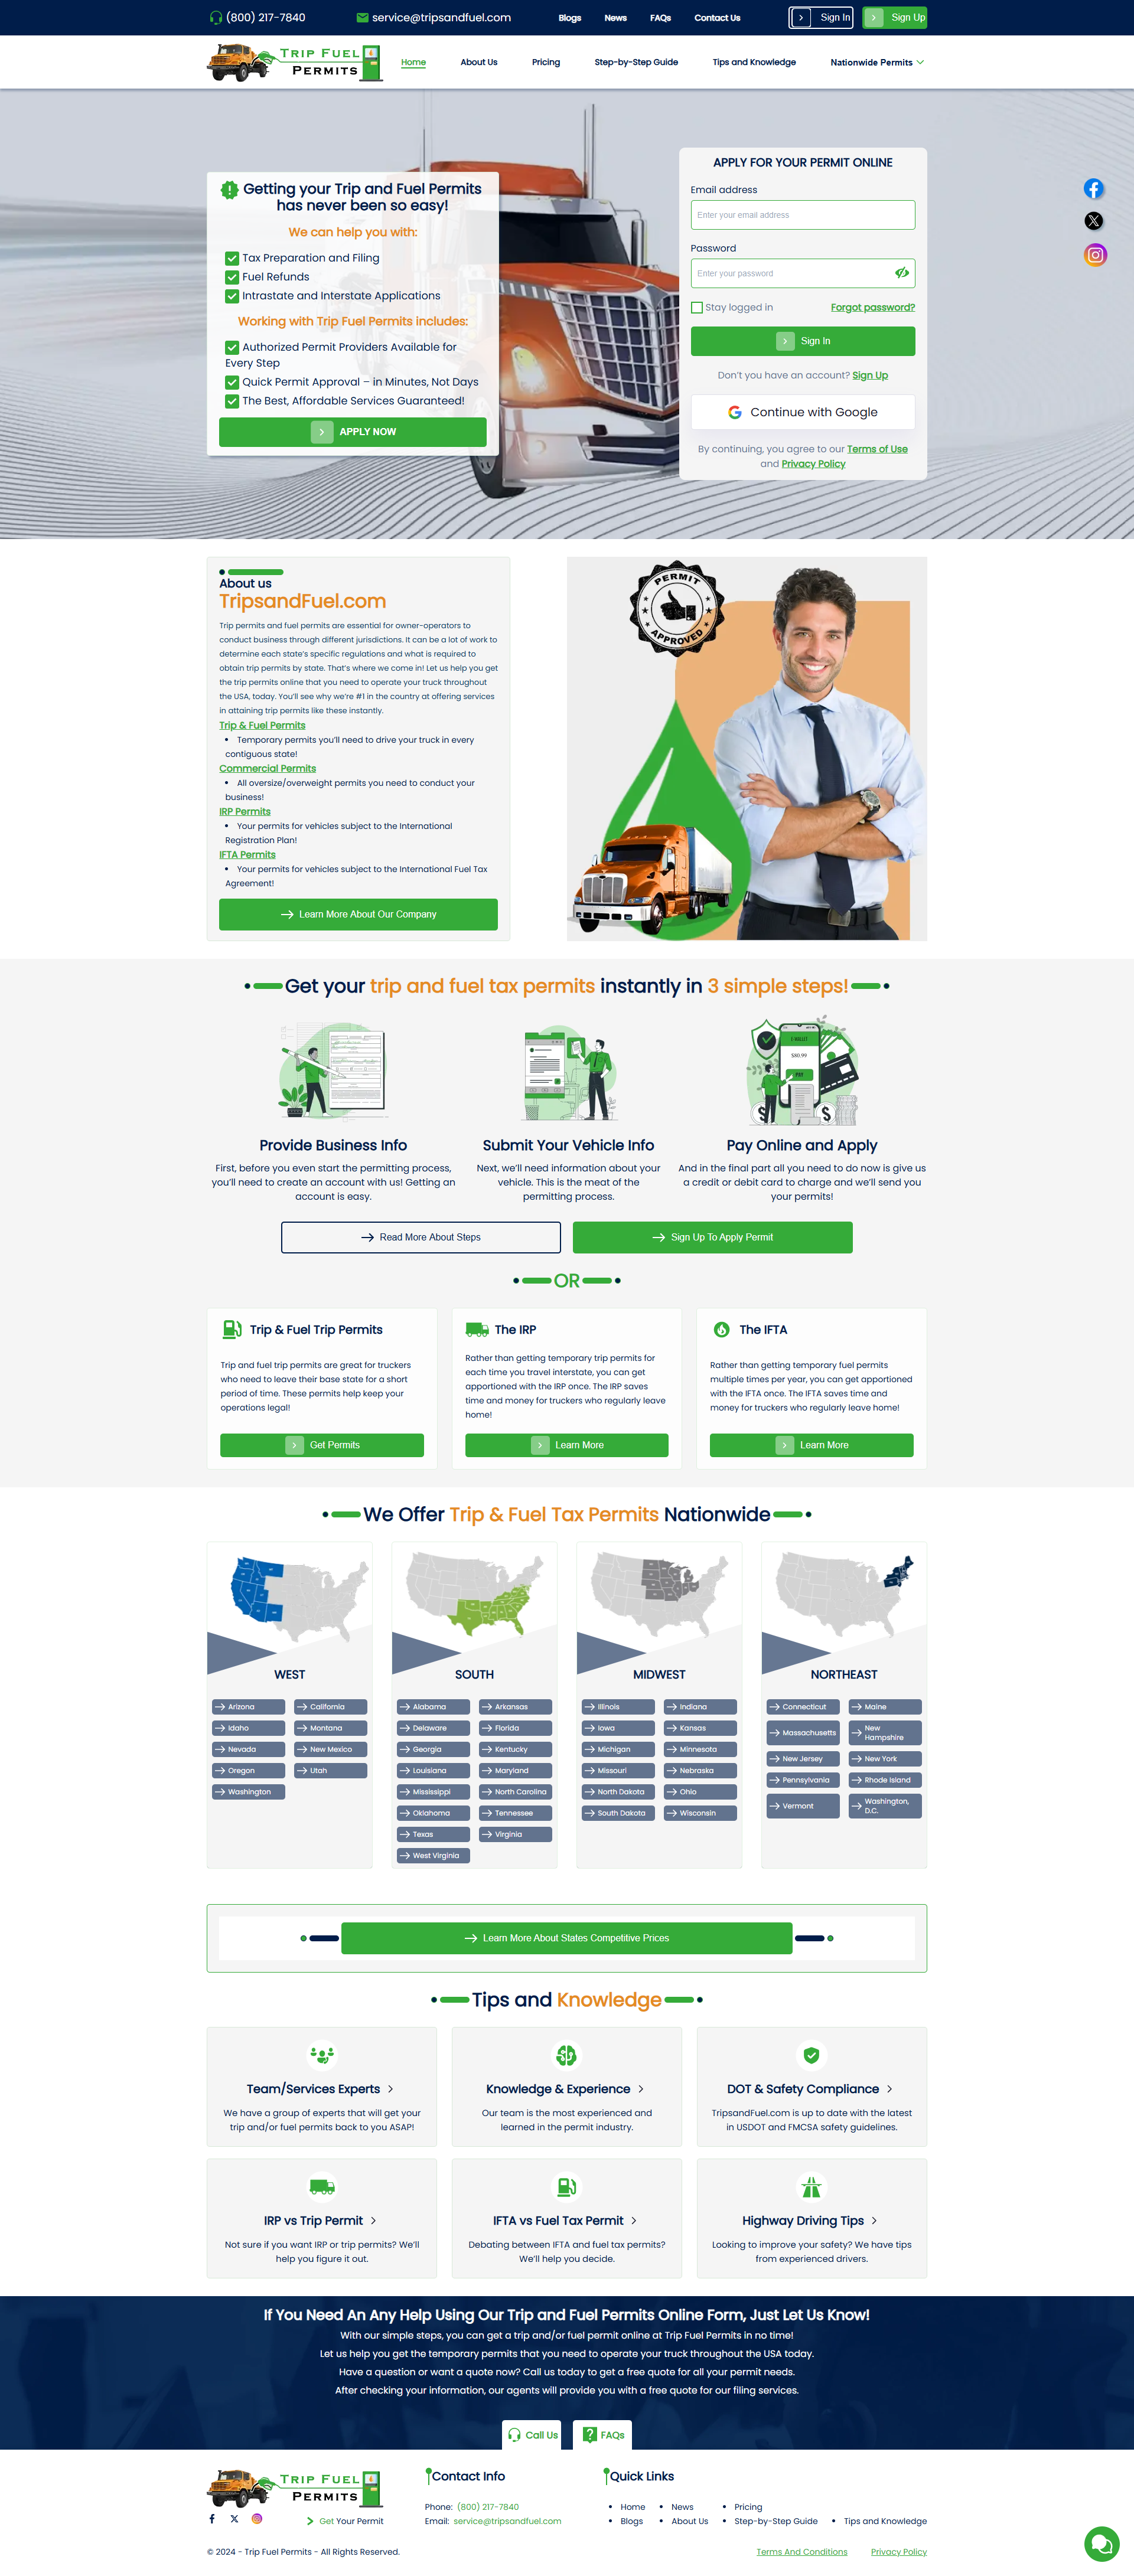 (800) 217-7840
service@tripsandfuel.com
Blogs
News
FAQs
Contact Us
Sign In
Sign Up
TRIP FUEL
PERMITS
Home
About Us
Pricing
Step-by-Step Guide
Tips and Knowledge
Nationwide Permits
Getting your Trip and Fuel Permits
has never been so easy!
We can help you with:
Tax Preparation and Filing
Fuel Refunds
Intrastate and Interstate Applications
Working with Trip Fuel Permits includes:
Authorized Permit Providers Available for
Every Step
Quick Permit Approval – in Minutes, Not Days
The Best, Affordable Services Guaranteed!
APPLY NOW
APPLY FOR YOUR PERMIT ONLINE
Email address
Enter your email address
Password
Enter your password
Stay logged in
Forgot password?
Sign In
Don't you have an account? Sign Up
Continue with Google
By continuing, you agree to our Terms of Use
and Privacy Policy
About us
TripsandFuel.com
Trip permits and fuel permits are essential for owner-operators to
conduct business through different jurisdictions. It can be a lot of work to
determine each state's specific regulations and what is required to
obtain trip permits by state. That's where we come in! Let us help you get
the trip permits online that you need to operate your truck throughout
the USA, today. You'll see why we're #1 in the country at offering services
in attaining trip permits like these instantly.
Trip & Fuel Permits
• Temporary permits you'll need to drive your truck in every
contiguous state!
Commercial Permits
• All oversize/overweight permits you need to conduct your
business!
IRP Permits
• Your permits for vehicles subject to the International
Registration Plan!
IFTA Permits
• Your permits for vehicles subject to the International Fuel Tax
Agreement!
Learn More About Our Company
PERMIT
APPROVED
Get your trip and fuel tax permits instantly in 3 simple steps!
E-WALLET
$80.99
PAY
Provide Business Info
First, before you even start the permitting process,
you'll need to create an account with us! Getting an
account is easy.
Submit Your Vehicle Info
Next, we'll need information about your
vehicle. This is the meat of the
permitting process.
Pay Online and Apply
And in the final part all you need to do now is give us
a credit or debit card to charge and we'll send you
your permits!
Read More About Steps
Sign Up To Apply Permit
OR
Trip & Fuel Trip Permits
Trip and fuel trip permits are great for truckers
who need to leave their base state for a short
period of time. These permits help keep your
operations legal!
Get Permits
The IRP
Rather than getting temporary trip permits for
each time you travel interstate, you can get
apportioned with the IRP once. The IRP saves
time and money for truckers who regularly leave
home!
Learn More
The IFTA
Rather than getting temporary fuel permits
multiple times per year, you can get apportioned
with the IFTA once. The IFTA saves time and
money for truckers who regularly leave home!
Learn More
We Offer Trip & Fuel Tax Permits Nationwide
WEST
Arizona
California
Idaho
Montana
Nevada
New Mexico
Oregon
Utah
Washington
SOUTH
Alabama
Arkansas
Delaware
Florida
Georgia
Kentucky
Louisiana
Maryland
Mississippi
North Carolina
Oklahoma
Tennessee
Texas
Virginia
West Virginia
MIDWEST
Illinois
Indiana
Iowa
Kansas
Michigan
Minnesota
Missouri
Nebraska
North Dakota
Ohio
South Dakota
Wisconsin
NORTHEAST
Connecticut
Maine
Massachusetts
New
Hampshire
New Jersey
New York
Pennsylvania
Rhode Island
Vermont
Washington,
D.C.
Learn More About States Competitive Prices
Tips and Knowledge
Team/Services Experts
We have a group of experts that will get your
trip and/or fuel permits back to you ASAP!
Knowledge & Experience
Our team is the most experienced and
learned in the permit industry.
DOT & Safety Compliance
TripsandFuel.com is up to date with the latest
in USDOT and FMCSA safety guidelines.
IRP vs Trip Permit
Not sure if you want IRP or trip permits? We'll
help you figure it out.
IFTA vs Fuel Tax Permit
Debating between IFTA and fuel tax permits?
We'll help you decide.
Highway Driving Tips
Looking to improve your safety? We have tips
from experienced drivers.
If You Need An Any Help Using Our Trip and Fuel Permits Online Form, Just Let Us Know!
With our simple steps, you can get a trip and/or fuel permit online at Trip Fuel Permits in no time!
Let us help you get the temporary permits that you need to operate your truck throughout the USA today.
Have a question or want a quote now? Call us today to get a free quote for all your permit needs.
After checking your information, our agents will provide you with a free quote for our filing services.
Call Us
FAQs
TRIP FUEL
PERMITS
Get Your Permit
Contact Info
Phone: (800) 217-7840
Email: service@tripsandfuel.com
Quick Links
• Home
• News
• Pricing
• Blogs
• About Us
• Step-by-Step Guide
• Tips and Knowledge
© 2024 - Trip Fuel Permits - All Rights Reserved.
Terms And Conditions
Privacy Policy